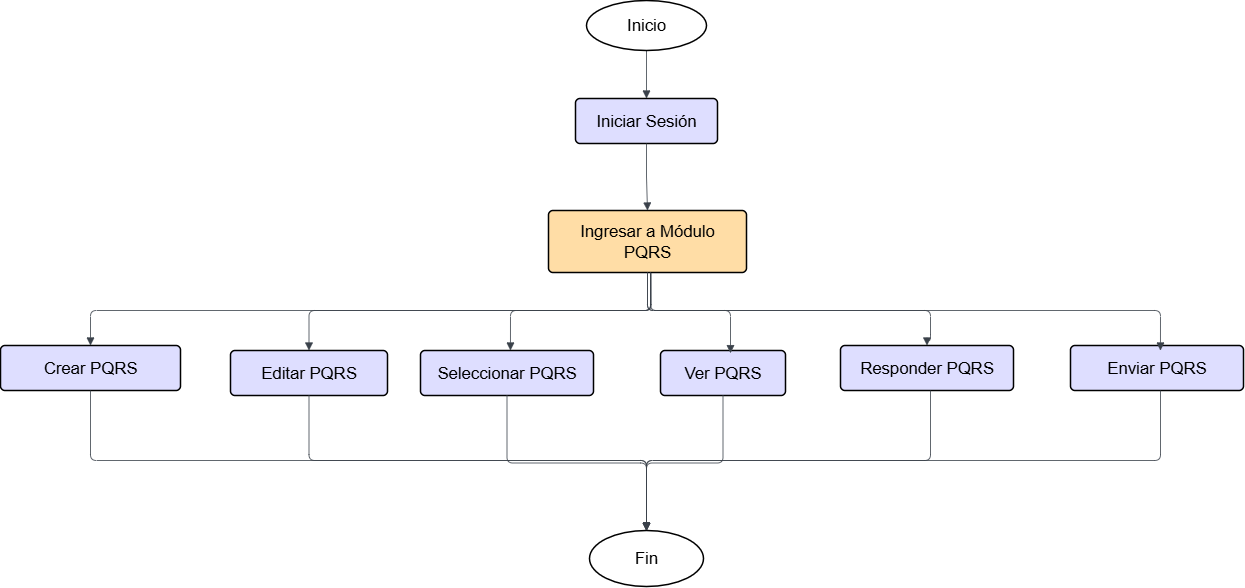 Inicio
Iniciar Sesión
Ingresar a Módulo
PQRS
Crear PQRS
Editar PQRS
Seleccionar PQRS
Ver PQRS
Responder PQRS
Enviar PQRS
Fin